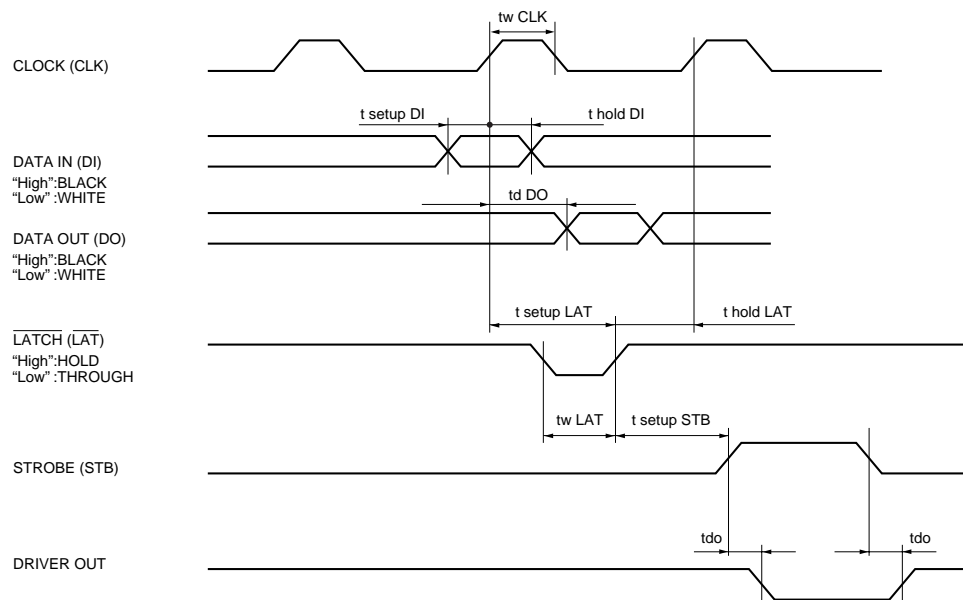 tw CLK
CLOCK (CLK)
t setup DI
t hold DI
DATA IN (DI)
“High”:BLACK
“Low” :WHITE
td DO
DATA OUT (DO)
“High”:BLACK
“Low” :WHITE
t setup LAT
t hold LAT
LATCH (LAT)
“High”:HOLD
“Low” :THROUGH
tw LAT
t setup STB
STROBE (STB)
tdo
tdo
DRIVER OUT